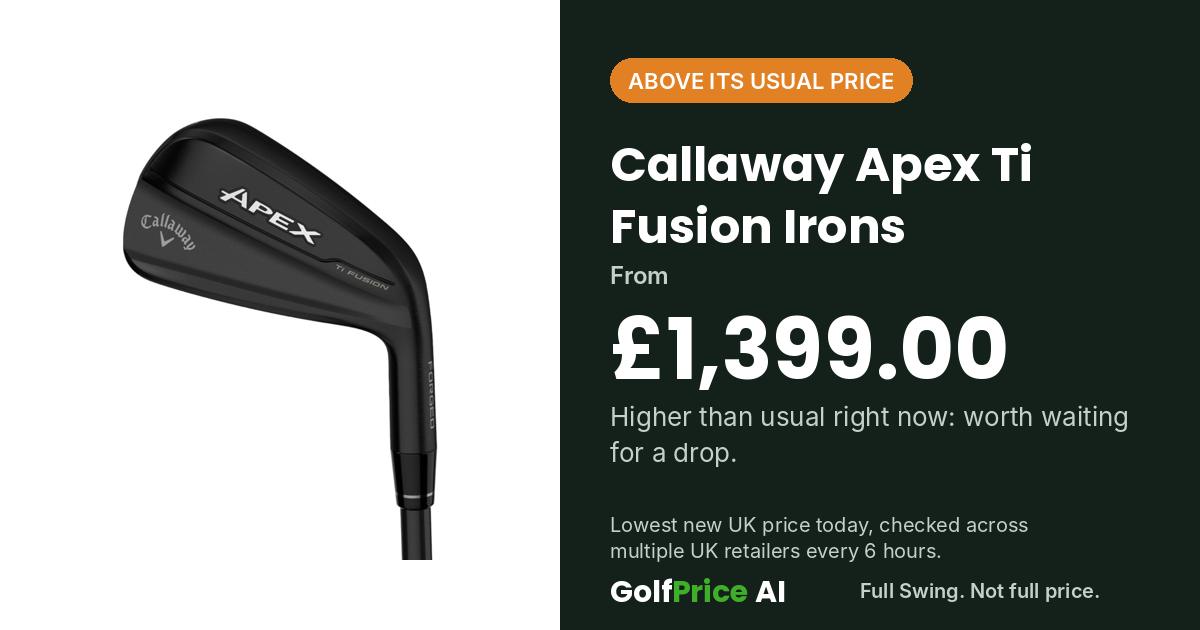 APEX
Callaway
Ti FUSION
FORGED
ABOVE ITS USUAL PRICE
Callaway Apex Ti
Fusion Irons
From
£1,399.00
Higher than usual right now: worth waiting
for a drop.
Lowest new UK price today, checked across
multiple UK retailers every 6 hours.
GolfPrice AI
Full Swing. Not full price.